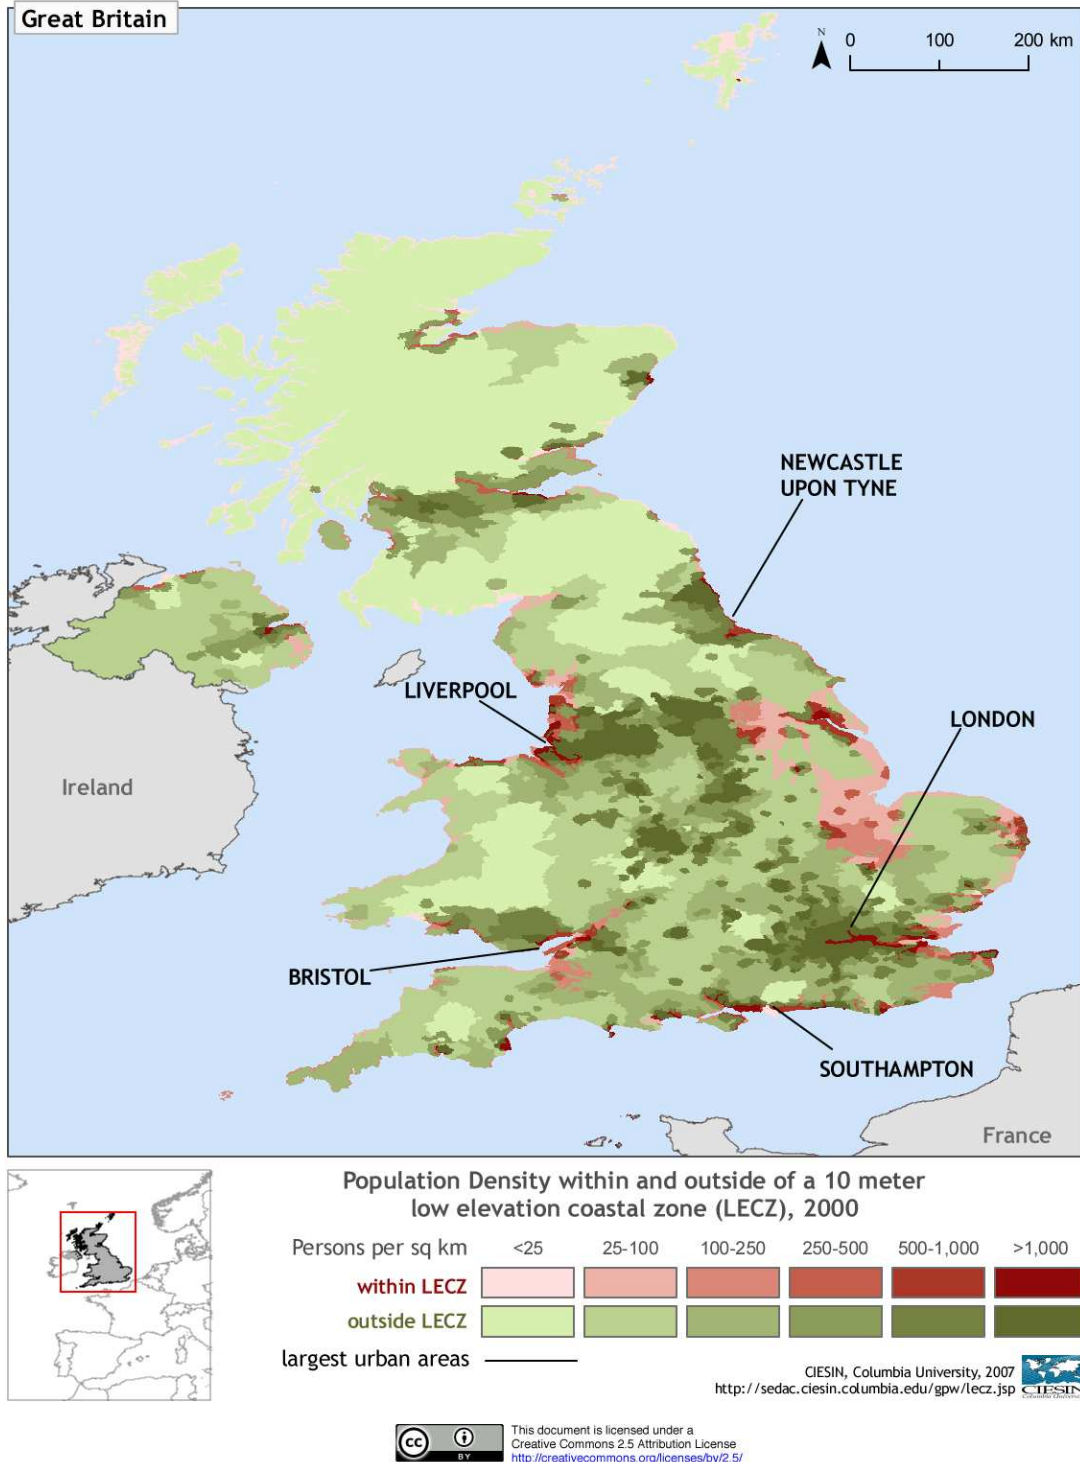 Great Britain
N
0 100 200 km
NEWCASTLE
UPON TYNE
LIVERPOOL
LONDON
Ireland
BRISTOL
SOUTHAMPTON
France
Population Density within and outside of a 10 meter
low elevation coastal zone (LECZ), 2000
Persons per sq km <25 25-100 100-250 250-500 500-1,000 >1,000
within LECZ
outside LECZ
largest urban areas
CIESIN, Columbia University, 2007
http://sedac.ciesin.columbia.edu/gpw/lecz.jsp
CIESIN
Columbia University
cc BY
This document is licensed under a
Creative Commons 2.5 Attribution License
http://creativecommons.org/licenses/by/2.5/